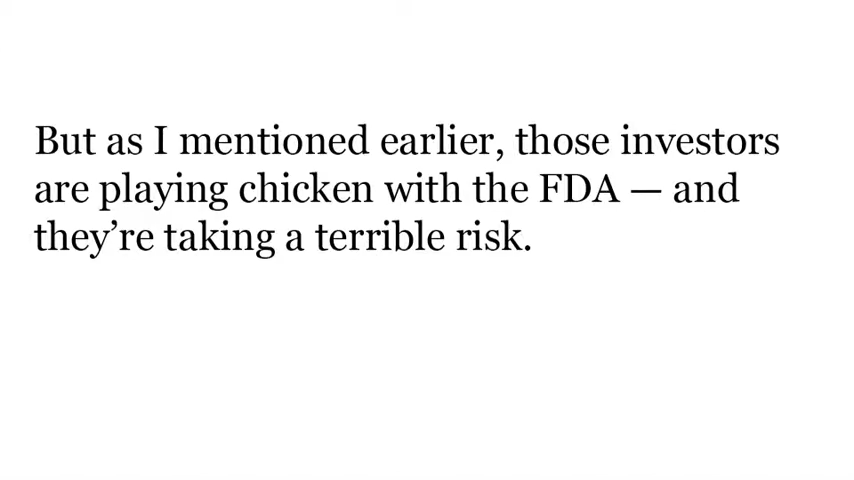 But as I mentioned earlier, those investors
are playing chicken with the FDA — and
they’re taking a terrible risk.